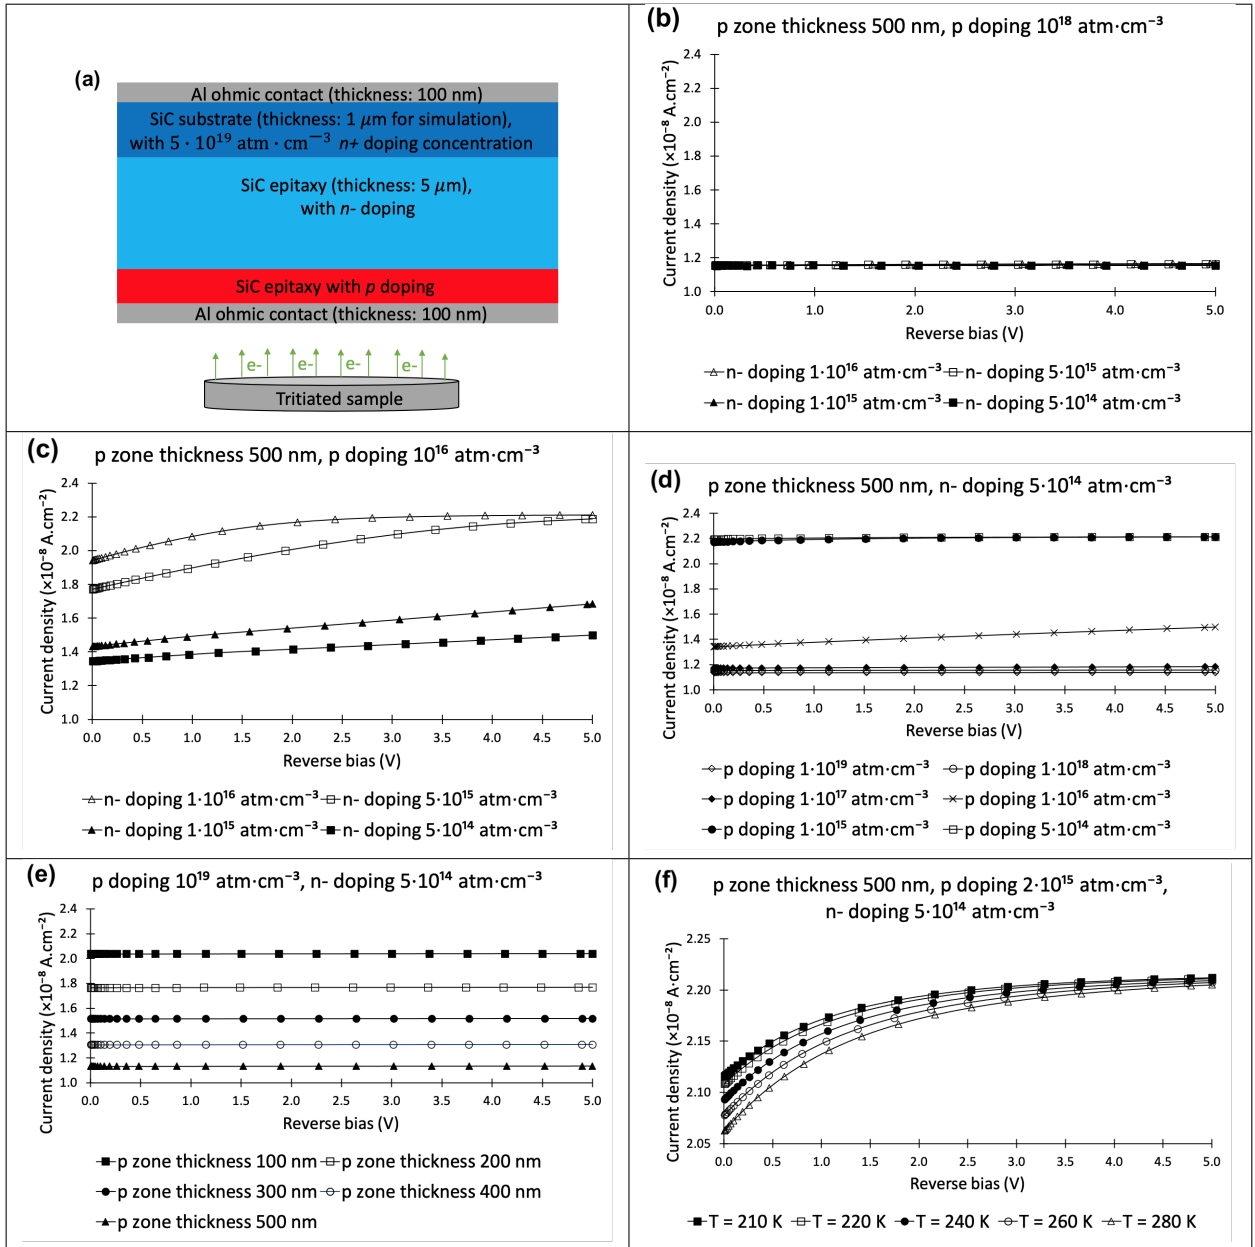 (a)
Al ohmic contact (thickness: 100 nm)
SiC substrate (thickness: 1 μm for simulation),
with 5 · 10¹⁹ atm · cm⁻³ n+ doping concentration
SiC epitaxy (thickness: 5 μm),
with n- doping
SiC epitaxy with p doping
Al ohmic contact (thickness: 100 nm)
e- e- e- e-
Tritiated sample
(b)
p zone thickness 500 nm, p doping 10¹⁸ atm·cm⁻³
Current density (×10⁻⁸ A.cm⁻²)
2.4
2.2
2.0
1.8
1.6
1.4
1.2
1.0
0.0 1.0 2.0 3.0 4.0 5.0
Reverse bias (V)
n- doping 1·10¹⁶ atm·cm⁻³ n- doping 5·10¹⁵ atm·cm⁻³
n- doping 1·10¹⁵ atm·cm⁻³ n- doping 5·10¹⁴ atm·cm⁻³
(c)
p zone thickness 500 nm, p doping 10¹⁶ atm·cm⁻³
Current density (×10⁻⁸ A.cm⁻²)
2.4
2.2
2.0
1.8
1.6
1.4
1.2
1.0
0.0 0.5 1.0 1.5 2.0 2.5 3.0 3.5 4.0 4.5 5.0
Reverse bias (V)
n- doping 1·10¹⁶ atm·cm⁻³ n- doping 5·10¹⁵ atm·cm⁻³
n- doping 1·10¹⁵ atm·cm⁻³ n- doping 5·10¹⁴ atm·cm⁻³
(d)
p zone thickness 500 nm, n- doping 5·10¹⁴ atm·cm⁻³
Current density (×10⁻⁸ A.cm⁻²)
2.4
2.2
2.0
1.8
1.6
1.4
1.2
1.0
0.0 0.5 1.0 1.5 2.0 2.5 3.0 3.5 4.0 4.5 5.0
Reverse bias (V)
p doping 1·10¹⁹ atm·cm⁻³ p doping 1·10¹⁸ atm·cm⁻³
p doping 1·10¹⁷ atm·cm⁻³ p doping 1·10¹⁶ atm·cm⁻³
p doping 1·10¹⁵ atm·cm⁻³ p doping 5·10¹⁴ atm·cm⁻³
(e)
p doping 10¹⁹ atm·cm⁻³, n- doping 5·10¹⁴ atm·cm⁻³
Current density (×10⁻⁸ A.cm⁻²)
2.4
2.2
2.0
1.8
1.6
1.4
1.2
1.0
0.0 0.5 1.0 1.5 2.0 2.5 3.0 3.5 4.0 4.5 5.0
Reverse bias (V)
p zone thickness 100 nm p zone thickness 200 nm
p zone thickness 300 nm p zone thickness 400 nm
p zone thickness 500 nm
(f)
p zone thickness 500 nm, p doping 2·10¹⁵ atm·cm⁻³,
n- doping 5·10¹⁴ atm·cm⁻³
Current density (×10⁻⁸ A·cm⁻²)
2.25
2.20
2.15
2.10
2.05
0.0 0.5 1.0 1.5 2.0 2.5 3.0 3.5 4.0 4.5 5.0
Reverse bias (V)
T = 210 K T = 220 K T = 240 K T = 260 K T = 280 K